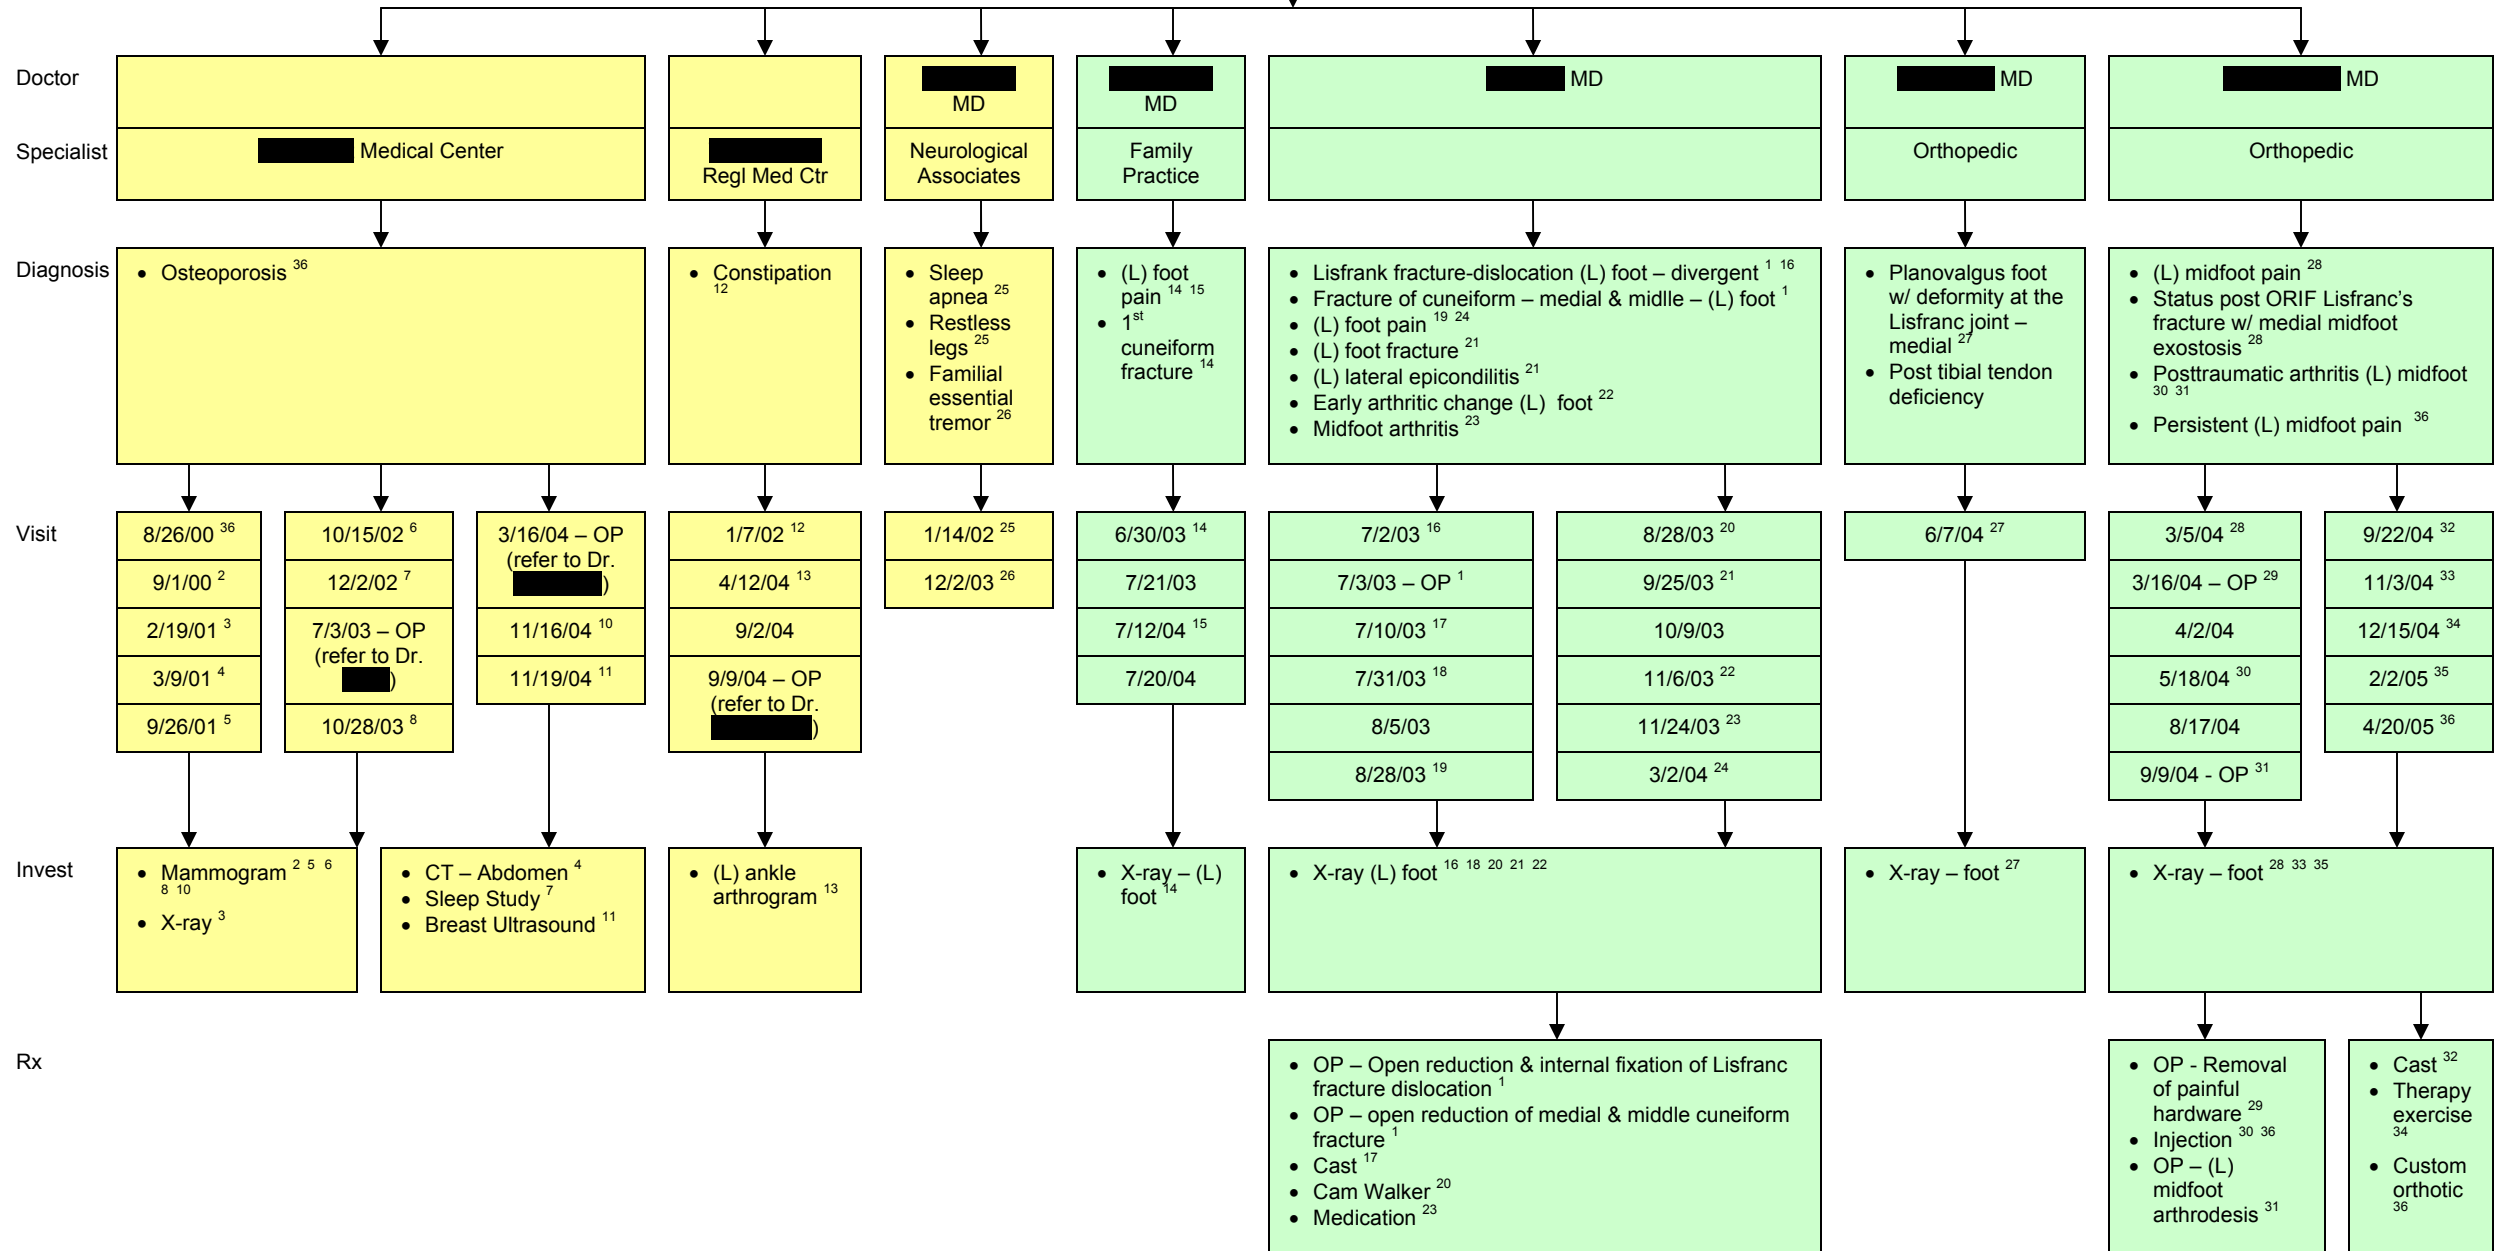 Doctor
MD
MD
MD
MD
MD
Specialist
Medical Center
Regl Med Ctr
Neurological
Associates
Family
Practice
Orthopedic
Orthopedic
Diagnosis
• Osteoporosis 36
• Constipation
12
• Sleep
apnea 25
• Restless
legs 25
• Familial
essential
tremor 26
• (L) foot
pain 14 15
• 1st
cuneiform
fracture 14
• Lisfrank fracture-dislocation (L) foot – divergent 1 16
• Fracture of cuneiform – medial & midlle – (L) foot 1
• (L) foot pain 19 24
• (L) foot fracture 21
• (L) lateral epicondilitis 21
• Early arthritic change (L) foot 22
• Midfoot arthritis 23
• Planovalgus foot
w/ deformity at the
Lisfranc joint –
medial 27
• Post tibial tendon
deficiency
• (L) midfoot pain 28
• Status post ORIF Lisfranc’s
fracture w/ medial midfoot
exostosis 28
• Posttraumatic arthritis (L) midfoot
30 31
• Persistent (L) midfoot pain 36
Visit
8/26/00 36
9/1/00 2
2/19/01 3
3/9/01 4
9/26/01 5
10/15/02 6
12/2/02 7
7/3/03 – OP
(refer to Dr.
)
10/28/03 8
3/16/04 – OP
(refer to Dr.
)
11/16/04 10
11/19/04 11
1/7/02 12
4/12/04 13
9/2/04
9/9/04 – OP
(refer to Dr.
)
1/14/02 25
12/2/03 26
6/30/03 14
7/21/03
7/12/04 15
7/20/04
7/2/03 16
7/3/03 – OP 1
7/10/03 17
7/31/03 18
8/5/03
8/28/03 19
8/28/03 20
9/25/03 21
10/9/03
11/6/03 22
11/24/03 23
3/2/04 24
6/7/04 27
3/5/04 28
3/16/04 – OP 29
4/2/04
5/18/04 30
8/17/04
9/9/04 - OP 31
9/22/04 32
11/3/04 33
12/15/04 34
2/2/05 35
4/20/05 36
Invest
• Mammogram 2 5 6
8 10
• X-ray 3
• CT – Abdomen 4
• Sleep Study 7
• Breast Ultrasound 11
• (L) ankle
arthrogram 13
• X-ray – (L)
foot 14
• X-ray (L) foot 16 18 20 21 22
• X-ray – foot 27
• X-ray – foot 28 33 35
Rx
• OP – Open reduction & internal fixation of Lisfranc
fracture dislocation 1
• OP – open reduction of medial & middle cuneiform
fracture 1
• Cast 17
• Cam Walker 20
• Medication 23
• OP - Removal
of painful
hardware 29
• Injection 30 36
• OP – (L)
midfoot
arthrodesis 31
• Cast 32
• Therapy
exercise
34
• Custom
orthotic
36